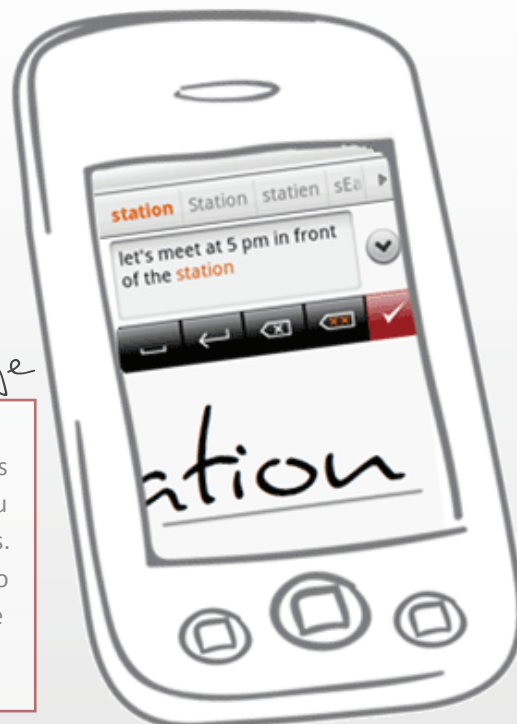 station Station statien sEa
let's meet at 5 pm in front
of the station
ation